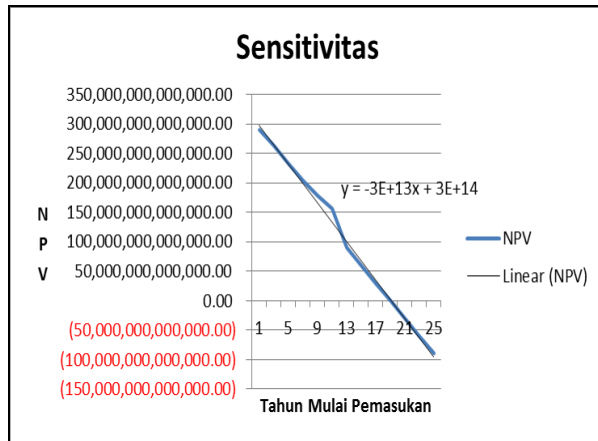 Sensitivitas
350,000,000,000,000.00
300,000,000,000,000.00
250,000,000,000,000.00
200,000,000,000,000.00
150,000,000,000,000.00
100,000,000,000,000.00
50,000,000,000,000.00
0.00
(50,000,000,000,000.00)
(100,000,000,000,000.00)
(150,000,000,000,000.00)
N
P
V
y = -3E+13x + 3E+14
1 5 9 13 17 21 25
Tahun Mulai Pemasukan
NPV
Linear (NPV)